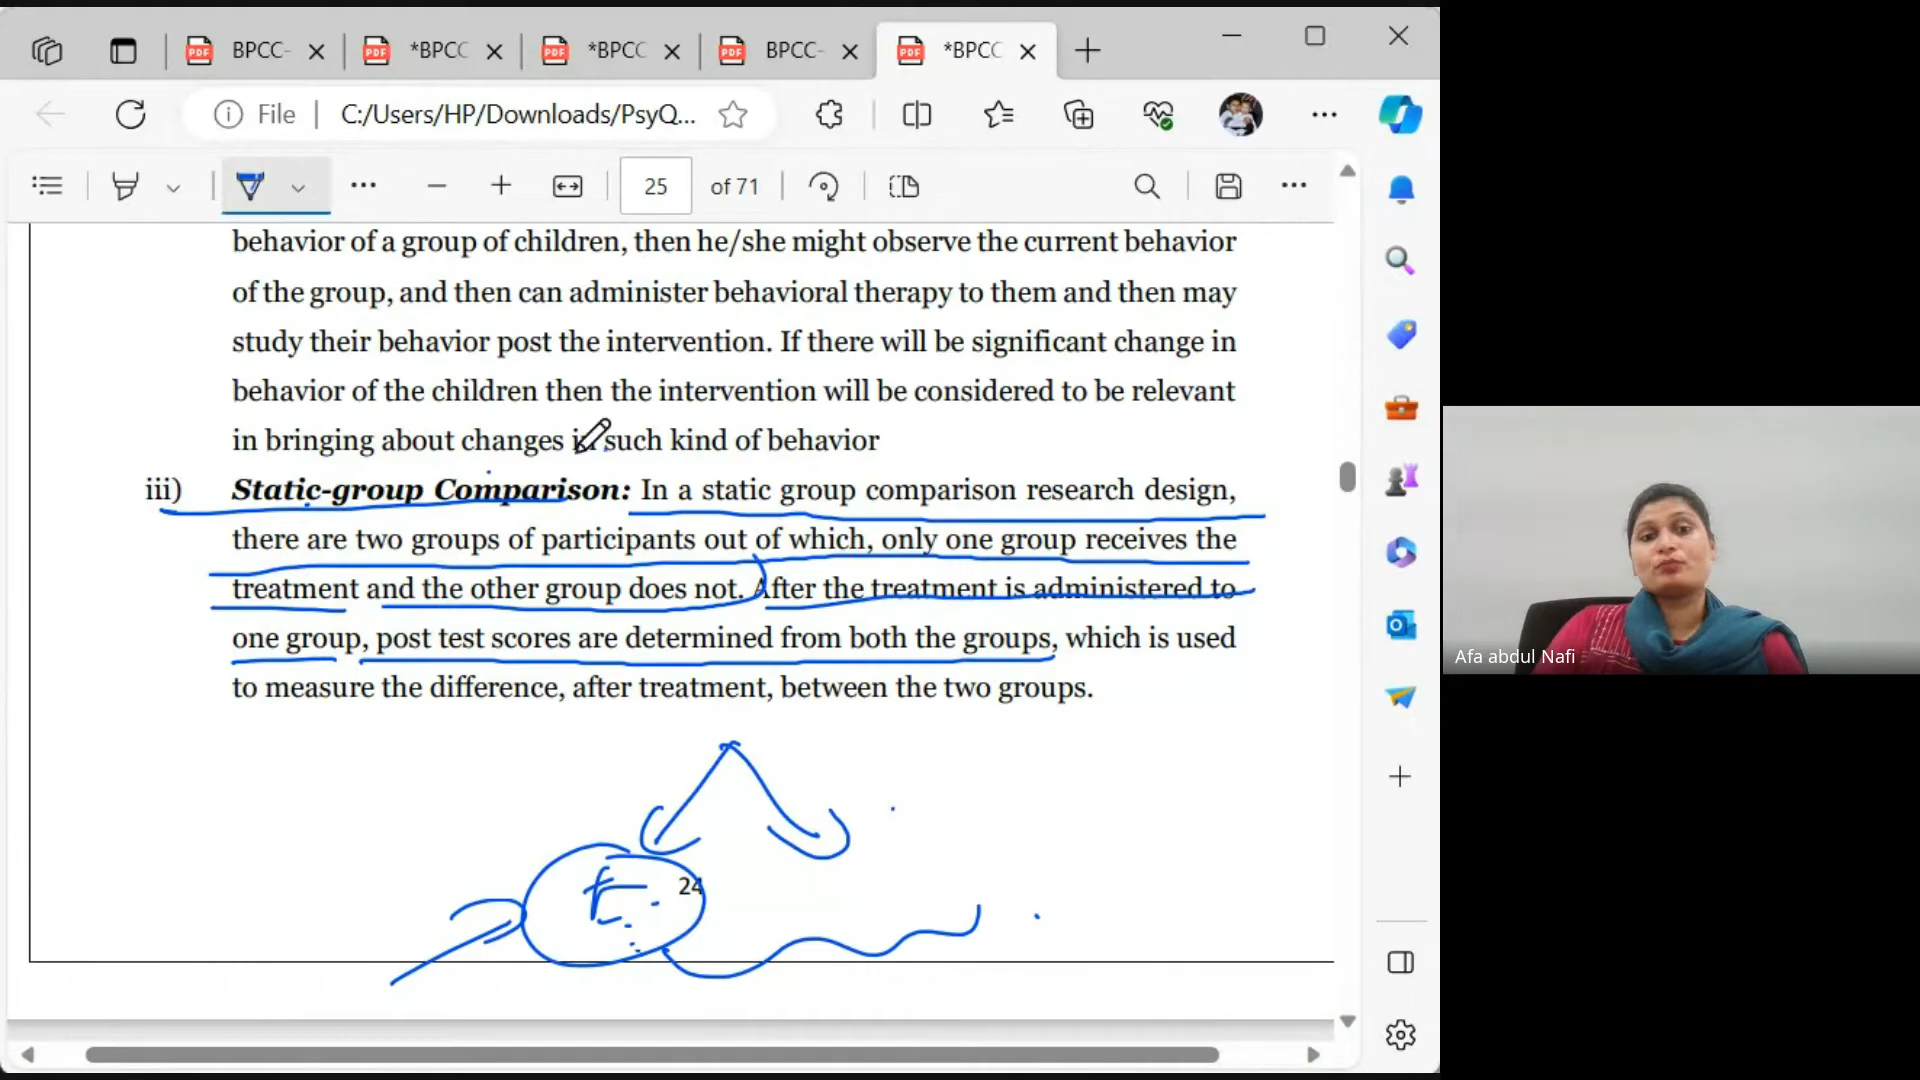 BPCC-
*BPCC
*BPCC
BPCC-
*BPCC
File
C:/Users/HP/Downloads/PsyQ...
25 of 71
behavior of a group of children, then he/she might observe the current behavior
of the group, and then can administer behavioral therapy to them and then may
study their behavior post the intervention. If there will be significant change in
behavior of the children then the intervention will be considered to be relevant
in bringing about changes in such kind of behavior
iii) Static-group Comparison: In a static group comparison research design,
there are two groups of participants out of which, only one group receives the
treatment and the other group does not. After the treatment is administered to
one group, post test scores are determined from both the groups, which is used
to measure the difference, after treatment, between the two groups.
E
24
Afa abdul Nafi